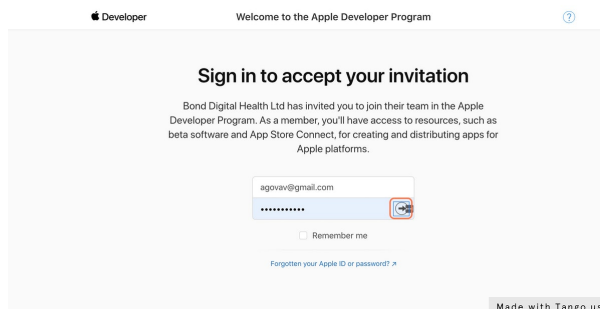 Developer
Welcome to the Apple Developer Program
?
Sign in to accept your invitation
Bond Digital Health Ltd has invited you to join their team in the Apple
Developer Program. As a member, you'll have access to resources, such as
beta software and App Store Connect, for creating and distributing apps for
Apple platforms.
agovav@gmail.com
•••••••••••
Remember me
Forgotten your Apple ID or password? ↗
Made with Tango.us